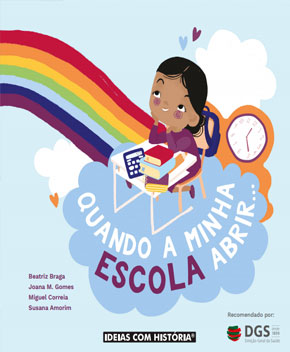 QUANDO A MINHA
ESCOLA ABRIR...
Beatriz Braga
Joana M. Gomes
Miguel Correia
Susana Amorim
IDEIAS COM HISTÓRIA®
Recomendado por:
DGS